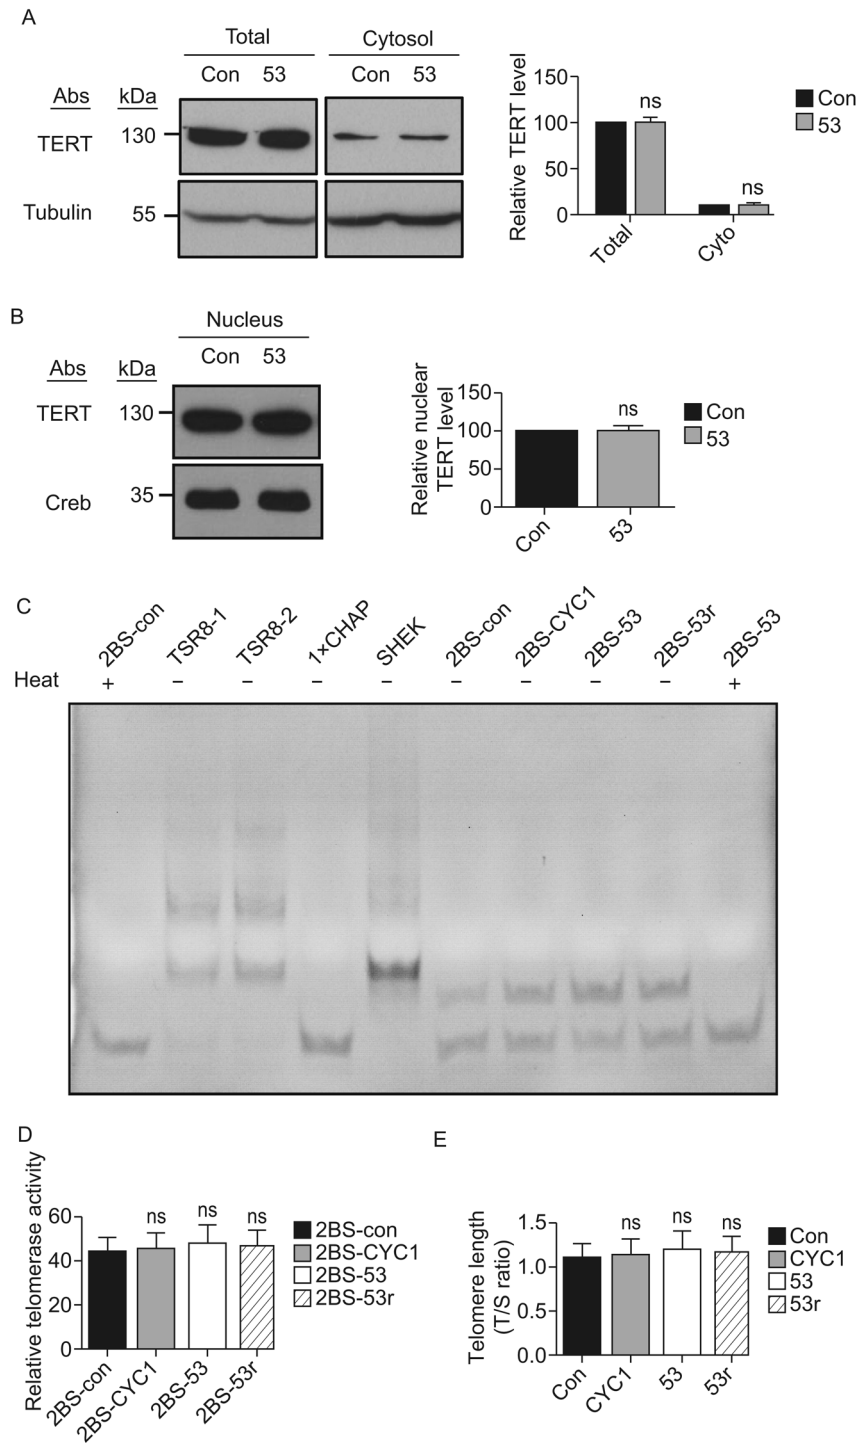 A
Total Cytosol
Con 53 Con 53
Abs kDa
TERT 130
Tubulin 55
Relative TERT level
150
100
50
0
ns
ns
Total Cyto
Con
53
B
Nucleus
Con 53
Abs kDa
TERT 130
Creb 35
Relative nuclear
TERT level
150
100
50
0
ns
Con 53
Con
53
C
2BS-con TSR8-1 TSR8-2 1×CHAP SHEK 2BS-con 2BS-CYC1 2BS-53 2BS-53r 2BS-53
Heat + − − − − − − − − +
D
Relative telomerase activity
60
40
20
0
ns ns ns
2BS-con 2BS-CYC1 2BS-53 2BS-53r
2BS-con
2BS-CYC1
2BS-53
2BS-53r
E
Telomere length
(T/S ratio)
1.5
1.0
0.5
0.0
ns ns ns
Con CYC1 53 53r
Con
CYC1
53
53r